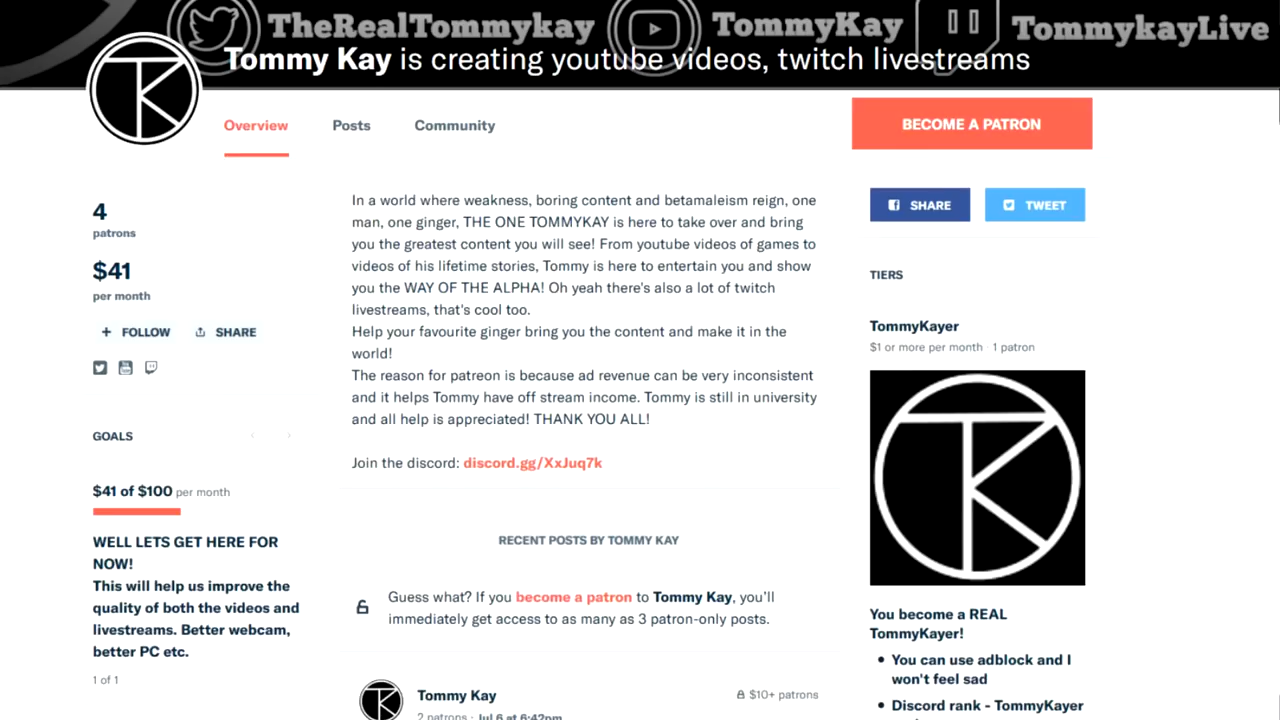 TheRealTommykay
TommyKay
TommykayLive
Tommy Kay is creating youtube videos, twitch livestreams
Overview
Posts
Community
BECOME A PATRON
4
patrons
$41
per month
+ FOLLOW
SHARE
GOALS
$41 of $100 per month
WELL LETS GET HERE FOR
NOW!
This will help us improve the
quality of both the videos and
livestreams. Better webcam,
better PC etc.
1 of 1
In a world where weakness, boring content and betamaleism reign, one
man, one ginger, THE ONE TOMMYKAY is here to take over and bring
you the greatest content you will see! From youtube videos of games to
videos of his lifetime stories, Tommy is here to entertain you and show
you the WAY OF THE ALPHA! Oh yeah there's also a lot of twitch
livestreams, that's cool too.
Help your favourite ginger bring you the content and make it in the
world!
The reason for patreon is because ad revenue can be very inconsistent
and it helps Tommy have off stream income. Tommy is still in university
and all help is appreciated! THANK YOU ALL!
Join the discord: discord.gg/XxJuq7k
RECENT POSTS BY TOMMY KAY
Guess what? If you become a patron to Tommy Kay, you'll
immediately get access to as many as 3 patron-only posts.
Tommy Kay
$10+ patrons
2 patrons · Jul 6 at 6:42pm
SHARE
TWEET
TIERS
TommyKayer
$1 or more per month · 1 patron
TK
You become a REAL
TommyKayer!
• You can use adblock and I
won't feel sad
• Discord rank - TommyKayer